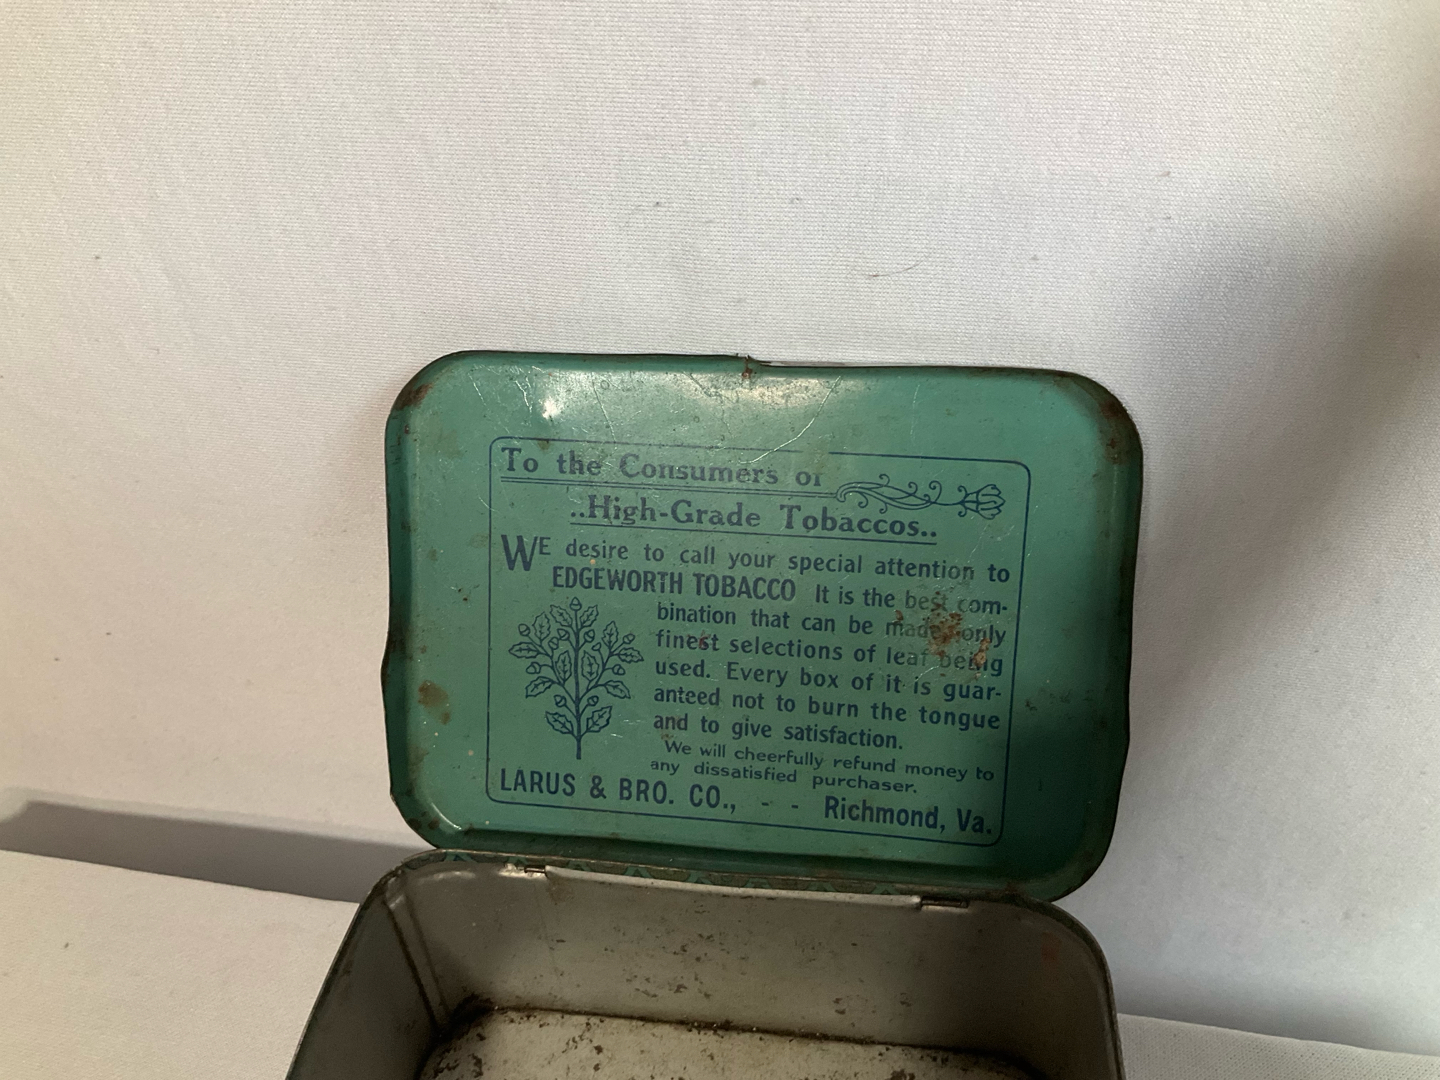 To the Consumers of
..High-Grade Tobaccos..
WE desire to call your special attention to
EDGEWORTH TOBACCO It is the best com-
bination that can be made, only
finest selections of leaf being
used. Every box of it is guar-
anteed not to burn the tongue
and to give satisfaction.
We will cheerfully refund money to
any dissatisfied purchaser.
LARUS & BRO. CO., - - Richmond, Va.